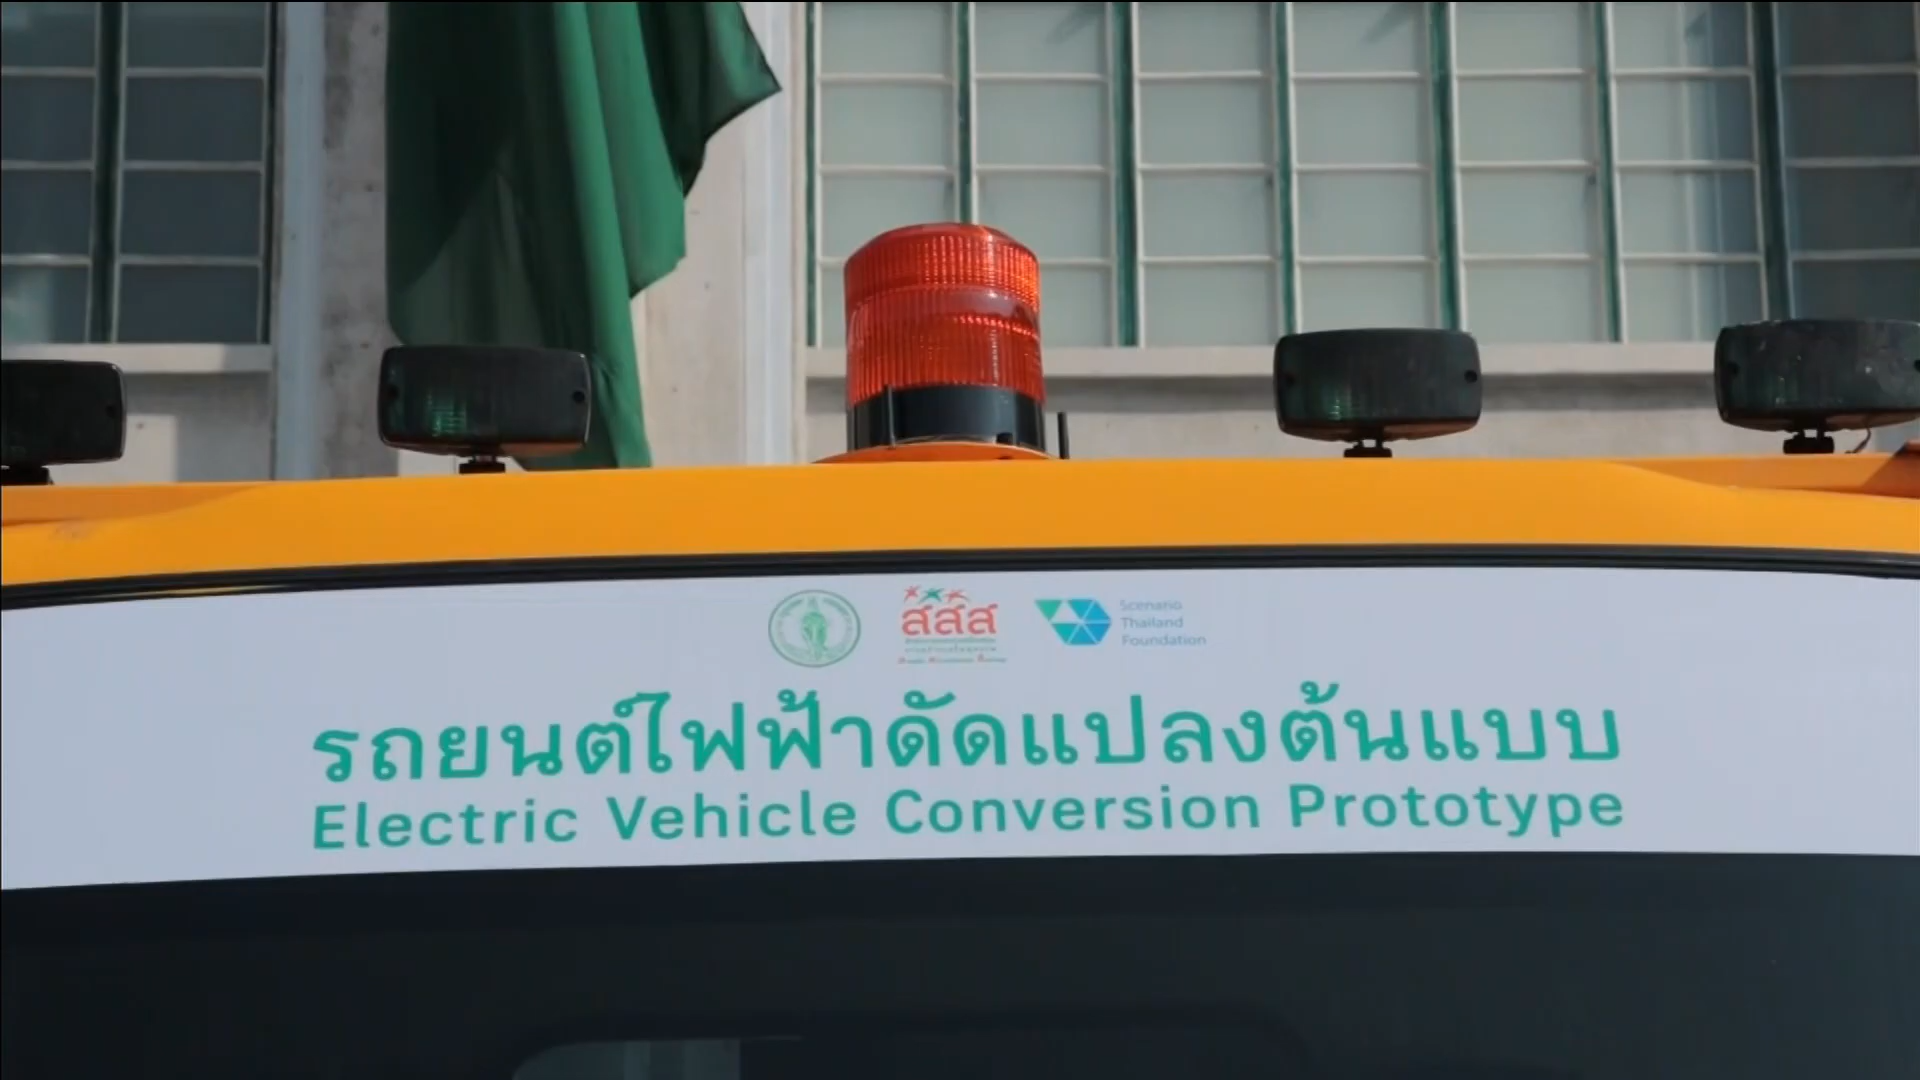 สสส
Scenario
Thailand
Foundation
รถยนต์ไฟฟ้าดัดแปลงต้นแบบ
Electric Vehicle Conversion Prototype